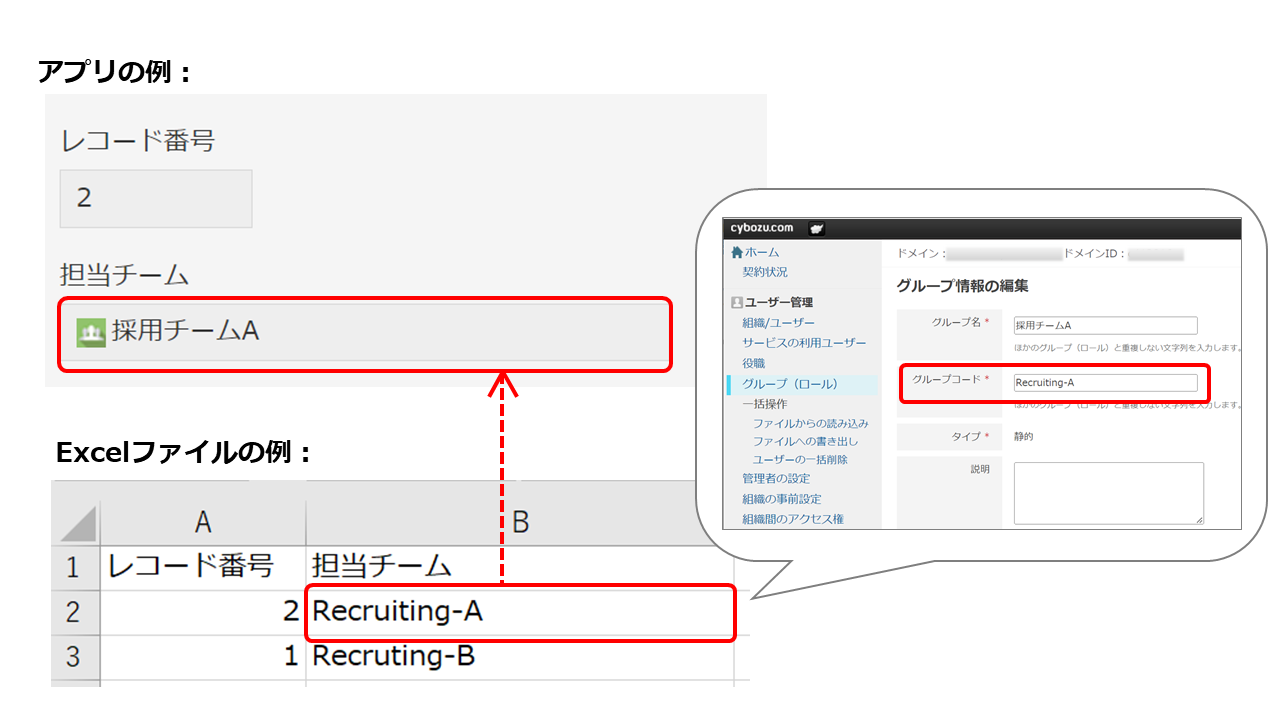 アプリの例：
レコード番号
2
担当チーム
採用チームA
Excelファイルの例：
A B
1 レコード番号 担当チーム
2 2 Recruiting-A
3 1 Recruting-B
cybozu.com
ホーム
契約状況
ユーザー管理
組織/ユーザー
サービスの利用ユーザー
役職
グループ（ロール）
一括操作
ファイルからの読み込み
ファイルへの書き出し
ユーザーの一括削除
管理者の設定
組織の事前設定
組織間のアクセス権
ドメイン： ドメインID：
グループ情報の編集
グループ名 * 採用チームA
ほかのグループ（ロール）と重複しない文字列を入力します。
グループコード * Recruiting-A
ほかのグループ（ロール）と重複しない文字列を入力します。
タイプ * 静的
説明